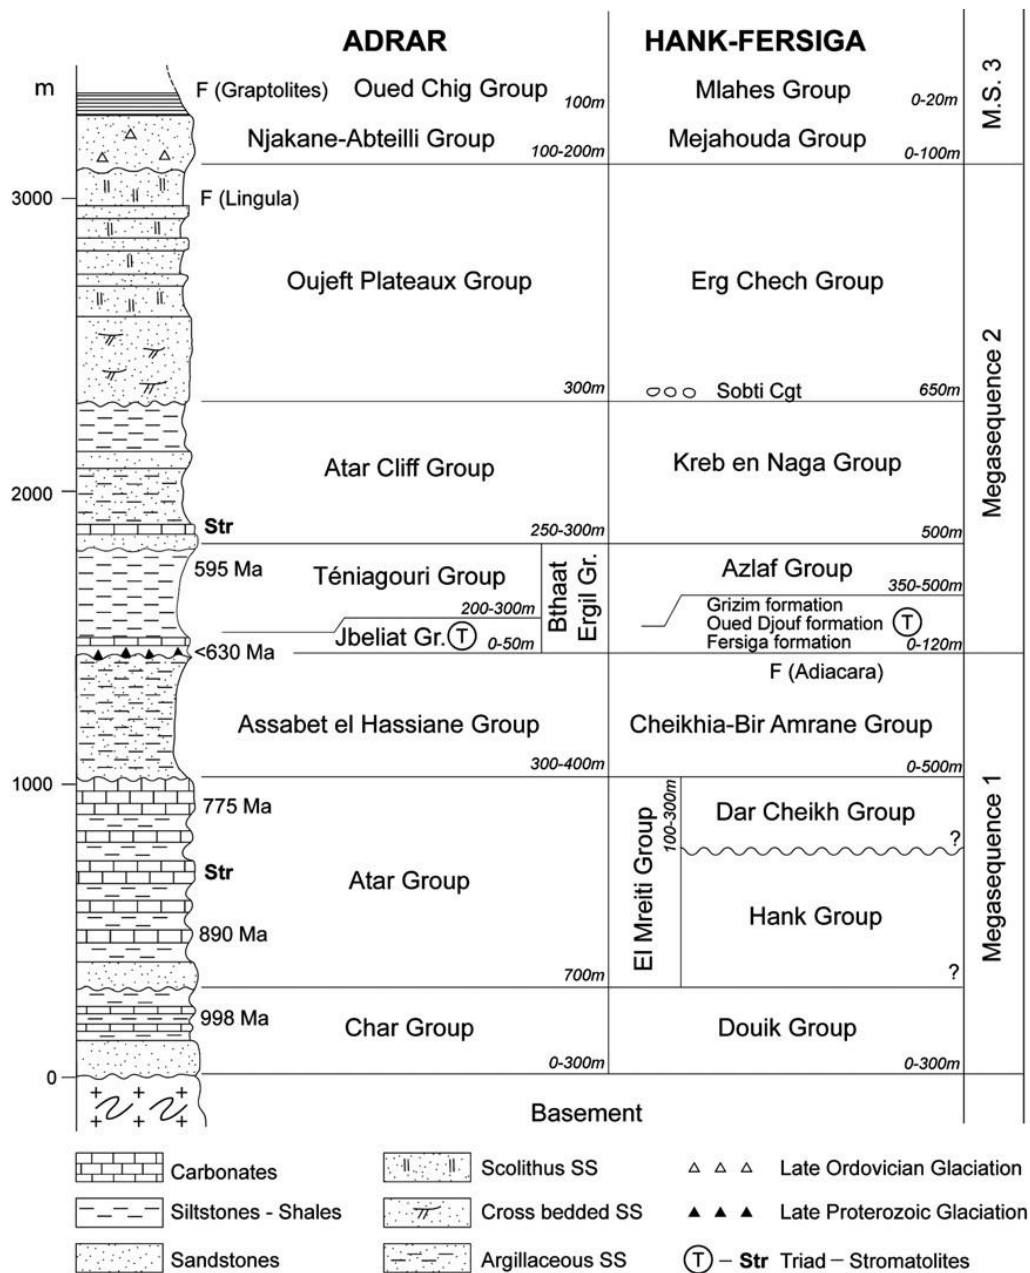 ADRAR
HANK-FERSIGA
m
F (Graptolites)
Oued Chig Group
100m
Mlahes Group
0-20m
M.S. 3
Njakane-Abteilli Group
100-200m
Mejahouda Group
0-100m
3000
F (Lingula)
Oujeft Plateaux Group
300m
Erg Chech Group
Sobti Cgt
650m
Megasequence 2
Atar Cliff Group
250-300m
Kreb en Naga Group
500m
2000
Str
595 Ma
Téniagouri Group
200-300m
Bthaat
Ergil Gr.
Azlaf Group
350-500m
Jbeliat Gr. T
0-50m
Grizim formation
Oued Djouf formation T
Fersiga formation
0-120m
<630 Ma
F (Adiacara)
Assabet el Hassiane Group
300-400m
Cheikhia-Bir Amrane Group
0-500m
Megasequence 1
1000
775 Ma
Str
890 Ma
Atar Group
700m
El Mreiti Group
100-300m
Dar Cheikh Group
?
Hank Group
?
998 Ma
Char Group
0-300m
Douik Group
0-300m
0
Basement
Carbonates
Scolithus SS
Late Ordovician Glaciation
Siltstones - Shales
Cross bedded SS
Late Proterozoic Glaciation
Sandstones
Argillaceous SS
T – Str Triad – Stromatolites